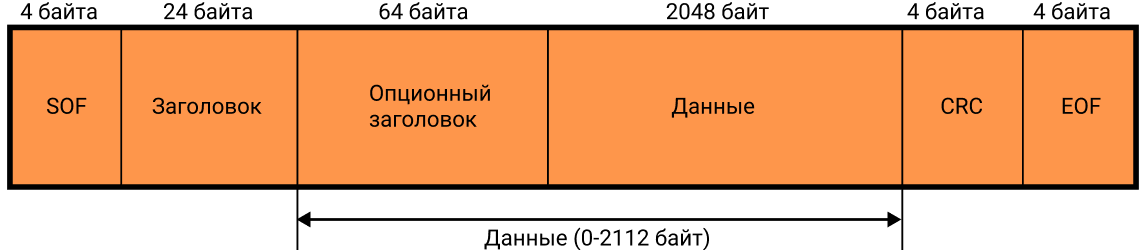 4 байта 24 байта 64 байта 2048 байт 4 байта 4 байта
SOF Заголовок Опционный заголовок Данные CRC EOF
Данные (0-2112 байт)